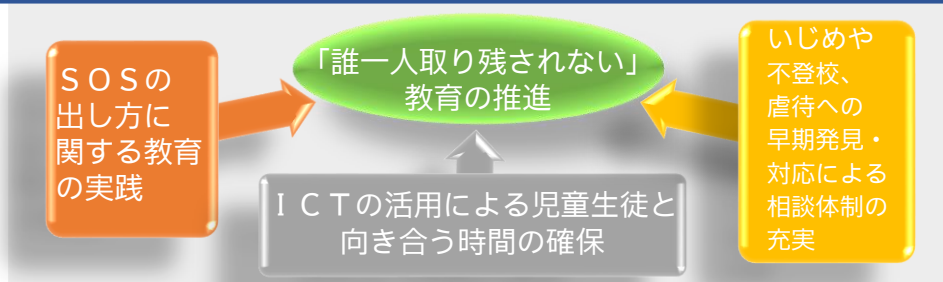 「誰一人取り残されない」
教育の推進
ＳＯＳの
出し方に
関する教育
の実践
ＩＣＴの活用による児童生徒と
向き合う時間の確保
いじめや
不登校、
虐待への
早期発見・
対応による
相談体制の
充実